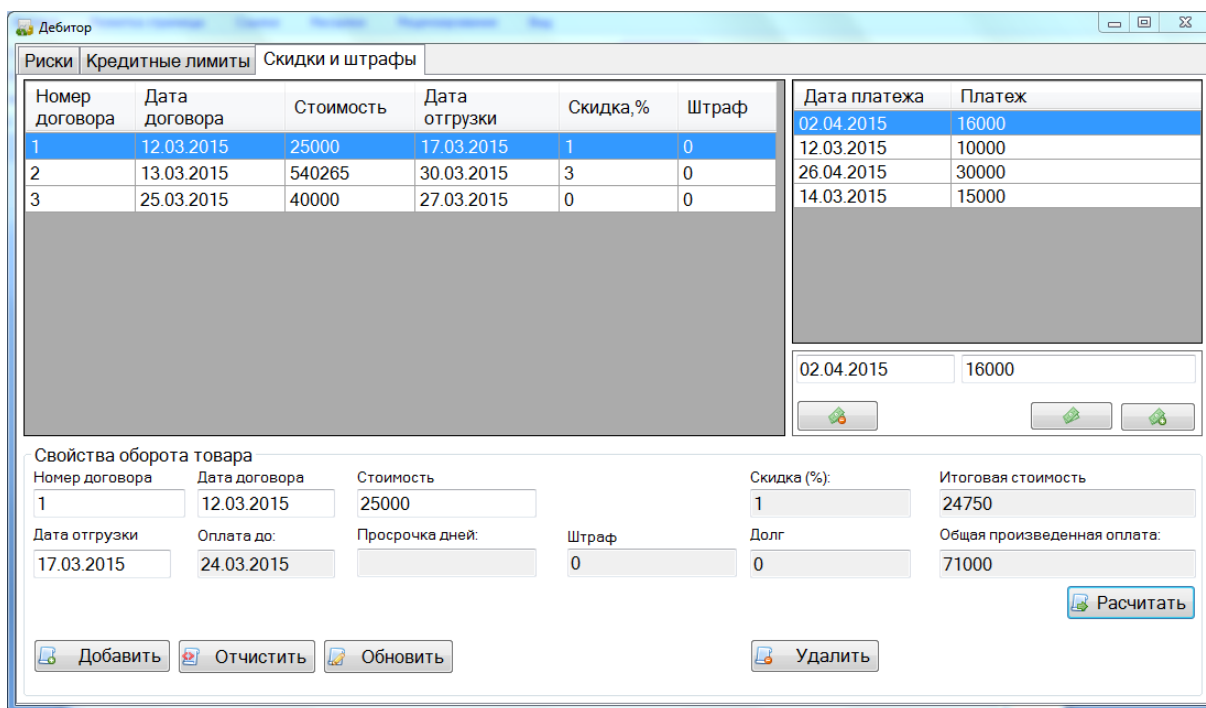 Дебитор
Риски Кредитные лимиты Скидки и штрафы
Номер договора Дата договора Стоимость Дата отгрузки Скидка,% Штраф
1 12.03.2015 25000 17.03.2015 1 0
2 13.03.2015 540265 30.03.2015 3 0
3 25.03.2015 40000 27.03.2015 0 0
Дата платежа Платеж
02.04.2015 16000
12.03.2015 10000
26.04.2015 30000
14.03.2015 15000
02.04.2015 16000
Свойства оборота товара
Номер договора Дата договора Стоимость Скидка (%): Итоговая стоимость
1 12.03.2015 25000 1 24750
Дата отгрузки Оплата до: Просрочка дней: Штраф Долг Общая произведенная оплата:
17.03.2015 24.03.2015 0 0 71000
Расчитать
Добавить Отчистить Обновить Удалить